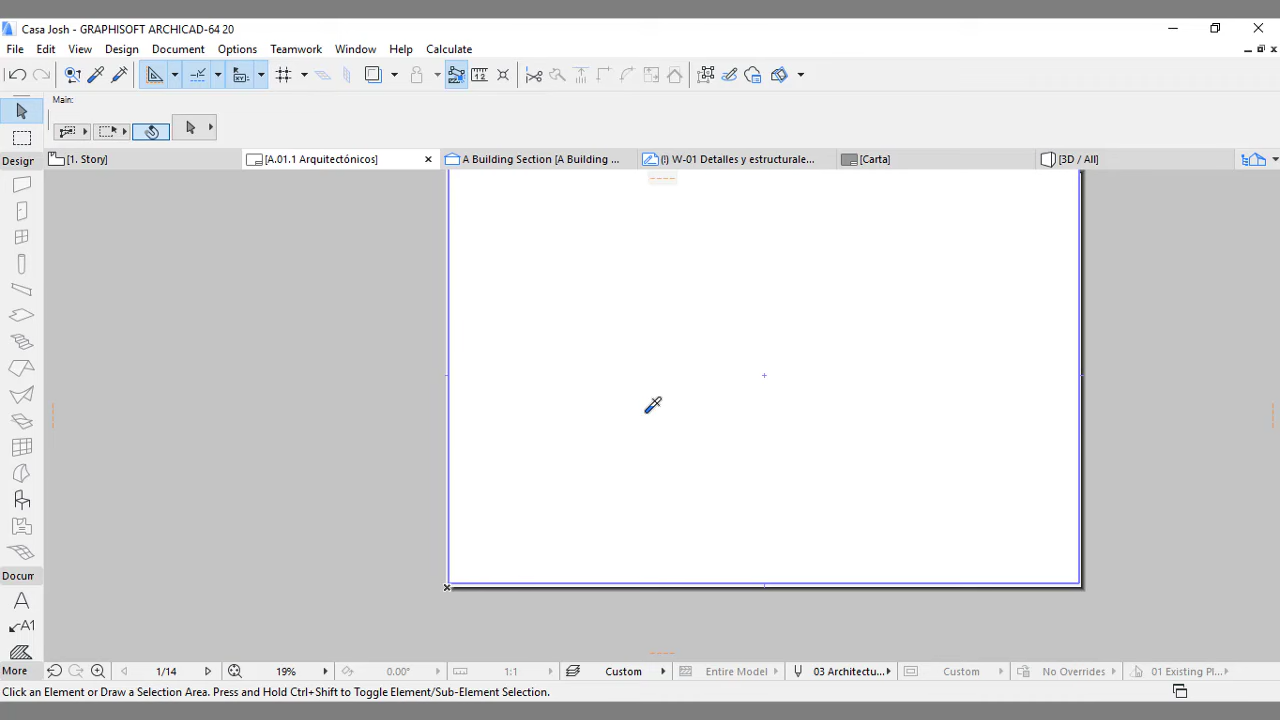 Casa Josh - GRAPHISOFT ARCHICAD-64 20
File Edit View Design Document Options Teamwork Window Help Calculate
Main:
[1. Story] [A.01.1 Arquitectónicos] A Building Section [A Building ... (!) W-01 Detalles y estructurale... [Carta] [3D / All]
Design
Docum
A1
More 1/14 19% 0.00° 1:1 Custom Entire Model 03 Architectu... Custom No Overrides 01 Existing Pl...
Click an Element or Draw a Selection Area. Press and Hold Ctrl+Shift to Toggle Element/Sub-Element Selection.